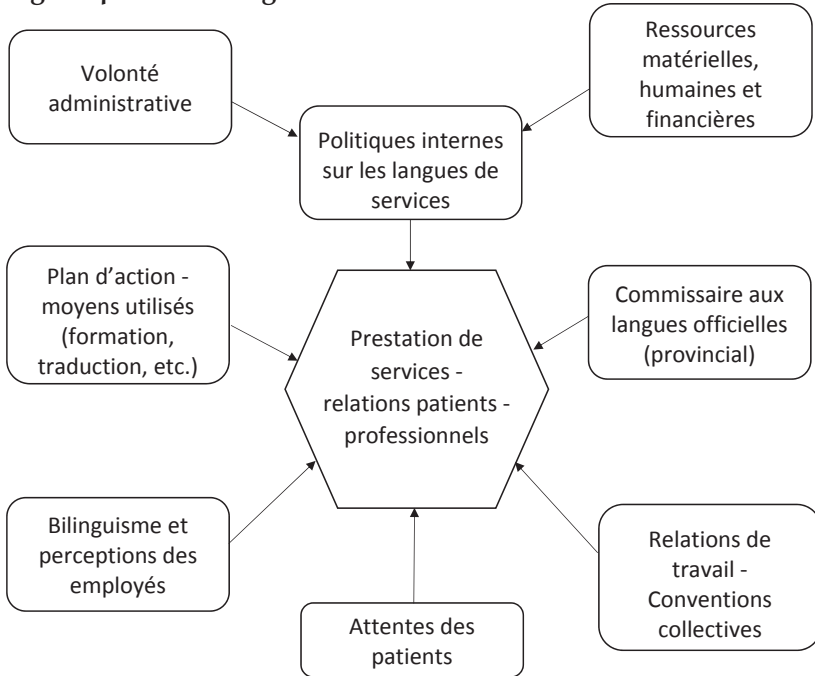 Volonté
administrative
Ressources
matérielles,
humaines et
financières
Politiques internes
sur les langues de
services
Plan d’action -
moyens utilisés
(formation,
traduction, etc.)
Prestation de
services -
relations patients -
professionnels
Commissaire aux
langues officielles
(provincial)
Bilinguisme et
perceptions des
employés
Attentes des
patients
Relations de
travail -
Conventions
collectives